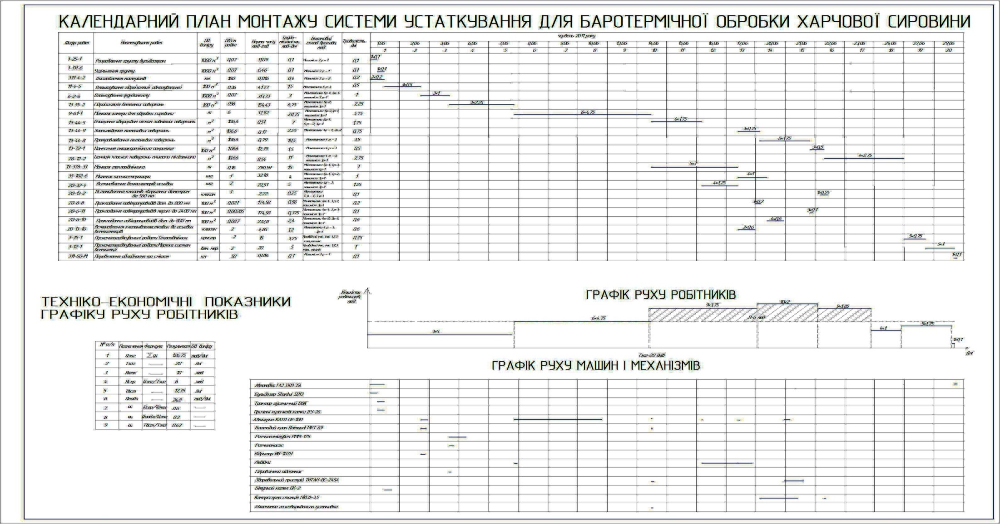 КАЛЕНДАРНИЙ ПЛАН МОНТАЖУ СИСТЕМИ УСТАТКУВАННЯ ДЛЯ БАРОТЕРМІЧНОЇ ОБРОБКИ ХАРЧОВОЇ СИРОВИНИ
Шифр робіт Найменування робіт Од. виміру Об'єм робіт Норма часу, люд-год Трудо-місткість, люд-дні Виконавці, склад бригади, люд. Тривалість, дні червень 2011 року
1,06 2,06 3,06 6,06 7,06 8,06 9,06 10,06 13,06 14,06 15,06 16,06 17,06 20,06 21,06 22,06 23,06 24,06 27,06 29,06
1 2 3 4 5 6 7 8 9 10 11 12 13 14 15 16 17 18 19 20
1-25-1 Розроблення грунту бульдозером 1000 м³ 0,07 11,09 0,1 Машиніст 3 р - 1 0,1 1×0,1
1-131-6 Ущільнення грунту 1000 м³ 0,07 6,46 0,1 Машиніст 3 р - 1 0,1 1×0,1
331-4-2 Доставлення матеріалів км 180 0,016 0,4 Машиніст 3 р - 2 0,2 2×0,2
11-4-5 Влаштування гідроізоляції обмазувальної 100 м² 0,36 41,77 1,5 Монтажники 5 р-3 0,5 3×0,5
6-2-6 Влаштування фундаменту 1000 м³ 0,07 313,73 3 Монтажники 5р-1, 4р-1, машиніст 3 р-1 1 3×1
13-55-2 Гідроізоляція бетонних поверхонь 100 м² 0,36 154,43 6,75 Монтажники 5р-2, машиніст 3р-1 2,25 3×2,25
9-61-1 Монтаж камери для обробки сировини т 6 37,92 28,75 Монтажники 5р-3,3р-1, машиніст 3р-1 5,75 6×4,75
13-44-5 Очищення кварцовим піском зовнішніх поверхонь м² 106,6 0,51 7 Монтажники 6р-1, 5 р - 2, 4р-1 1,75 4×1,75
13-44-9 Знепилювання металевих поверхонь м² 106,6 0,17 2,25 Монтажники 4р - 1, 3р-2 0,75 3×0,75
13-44-8 Протравлювання металевих поверхонь м² 106,6 0,79 10,5 Монтажники 4 р - 3 3,5 6×1,75
13-72-1 Нанесення антикорозійного покриття 100 м² 1,066 12,39 1,5 Монтажники 4 р - 3 0,5 3×0,5
26-12-2 Ізоляція плоских поверхонь плитами мін.ватними м² 10,66 8,54 11 Монтажники 4 р - 3, машиніст 3р-1 2,75 4×2,75
13-376-33 Монтаж теплообмінника т 0,16 790,59 15 Монтажники 5р-1, 4р-3, машиніст 4р-1 3 5×3
35-102-6 Монтаж теплогенератора шт 1 32,18 4 Монтажники 5р-1, 4р-2, машиніст 3р-1 1 4×1
20-32-4 Встановлення вентиляторів осьових шт 2 22,51 5 Монтажники 4 р - 3, машиніст 3р-1 1,25 4×1,25
20-13-2 Встановлення клапанів зворотних діаметром до 560 мм клапан 1 2,22 0,25 Монтажники 4 р - 1, 3 р-1 0,1 1×0,25
20-6-8 Прокладання повітропроводів діам. до 800 мм 100 м² 0,021 174,58 0,56 Монтажники 4р-1, 3 р-1, машиніст 3р-1 0,2 3×0,2
20-6-11 Прокладання повітропроводів перим. до 2400 мм 100 м² 0,00285 174,58 0,375 Монтажники 4р-1, 3 р-1, машиніст 3р-1 0,1 3×0,1
20-6-10 Прокладання повітропроводів діам. до 800 мм 100 м² 0,087 232,8 2,4 Монтажники 4р-2, 3р-1, машиніст 3р-1 0,6 4×0,6
20-13-10 Встановлення клапанівпелюсткових до осьових вентиляторів клапан 2 4,85 1,2 Монтажники 4 р - 1, 3р-1 0,6 2×0,6
3-35-1 Пусконалогоджувальні роботи Теплообмінник пристр. 2 15 3,75 Провідний інж., інж. 1,2,3 кат.,технік 0,75 5×0,75
3-12-1 Пусконалогоджувальні роботи Мережа систем вентиляції вен. мер. 2 20 5 Провідний інж., інж. 1,2,3 кат., технік 1 5×1
311-50-М Перевезення обладнання та сміття км 50 0,016 0,1 Машиніст 3 р - 1 0,1 1×0,1
ТЕХНІКО-ЕКОНОМІЧНІ ПОКАЗНИКИ
ГРАФІКУ РУХУ РОБІТНИКІВ
№ п/п Позначення Формула Результат Од. виміру
1 Qзаг ΣQi 126,75 люд/дні
2 Tзаг 20 дні
3 Rmax 10 люд
4 Rсер Qзаг/Tзаг 6 люд
5 Tвст 12,35 дні
6 Qнадл 24,8 люд/дні
7 α₁ Rсер/Rmax 0.6
8 α₂ Qнадл/Qзаг 0.2
9 α₃ Tвст/Tзаг 0.62
ГРАФІК РУХУ РОБІТНИКІВ
Кількість робітників, люд.
3×5 6×4,75 9×3,75 10×2 9×1,85 4×1 5×1,75 1×0,1
R=6 люд
Tзаг=20 днів
Дні
ГРАФІК РУХУ МАШИН І МЕХАНІЗМІВ
Автомобіль ГАЗ 3309-354
Бульдозер Shantui SD13
Трактор гусеничний D6K
Причіпні кулачкові котки ДУ-26
Автокран КАТО CR-100
Баштовий кран Raimondi MRT 69
Розчинозмішувач РММ-175
Розчинонасос
Вібратор ИВ-107Н
Лебідки
Гідравлічний підйомник
Зварювальний пристрій ТИТАН-ВС-245А
Бітумний котел БК-2
Компресорна станція ПКСД-3,5
Автономна газозварювальна установка